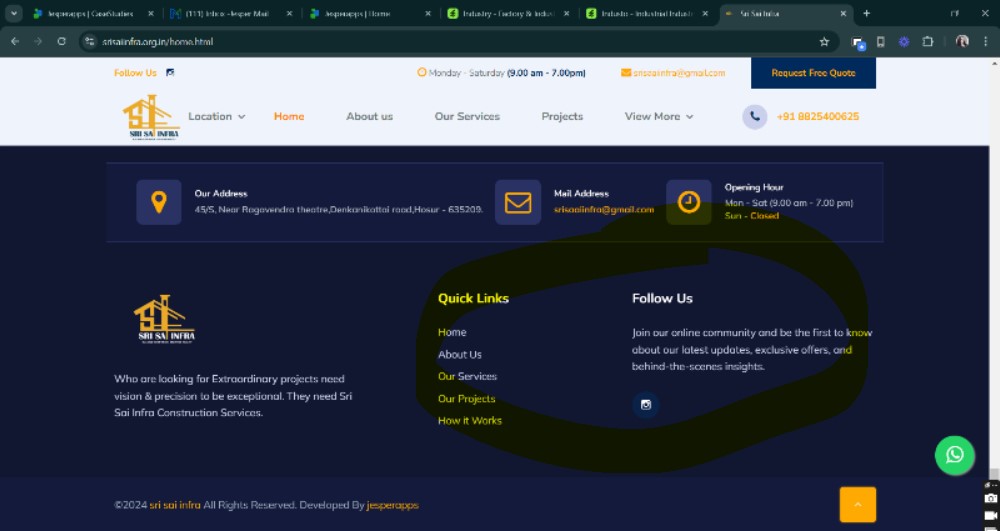 Jesperapps | CaseStudies
(111) Inbox - Jesper Mail
Jesperapps | Home
Industry - Factory & Indus
Industo - Industrial Industr
Sri Sai Infra
srisaiinfra.org.in/home.html
Follow Us
Monday - Saturday (9.00 am - 7.00pm)
srisaaiinfra@gmail.com
Request Free Quote
SRI SAI INFRA
Location
Home
About us
Our Services
Projects
View More
+91 8825400625
Our Address
45/5, Near Ragavendra theatre,Denkanikottai road,Hosur - 635209.
Mail Address
srisaaiinfra@gmail.com
Opening Hour
Mon - Sat (9.00 am - 7.00 pm)
Sun - Closed
SRI SAI INFRA
Who are looking for Extraordinary projects need
vision & precision to be exceptional. They need Sri
Sai Infra Construction Services.
Quick Links
Home
About Us
Our Services
Our Projects
How it Works
Follow Us
Join our online community and be the first to know
about our latest updates, exclusive offers, and
behind-the-scenes insights.
©2024 sri sai infra All Rights Reserved. Developed By jesperapps